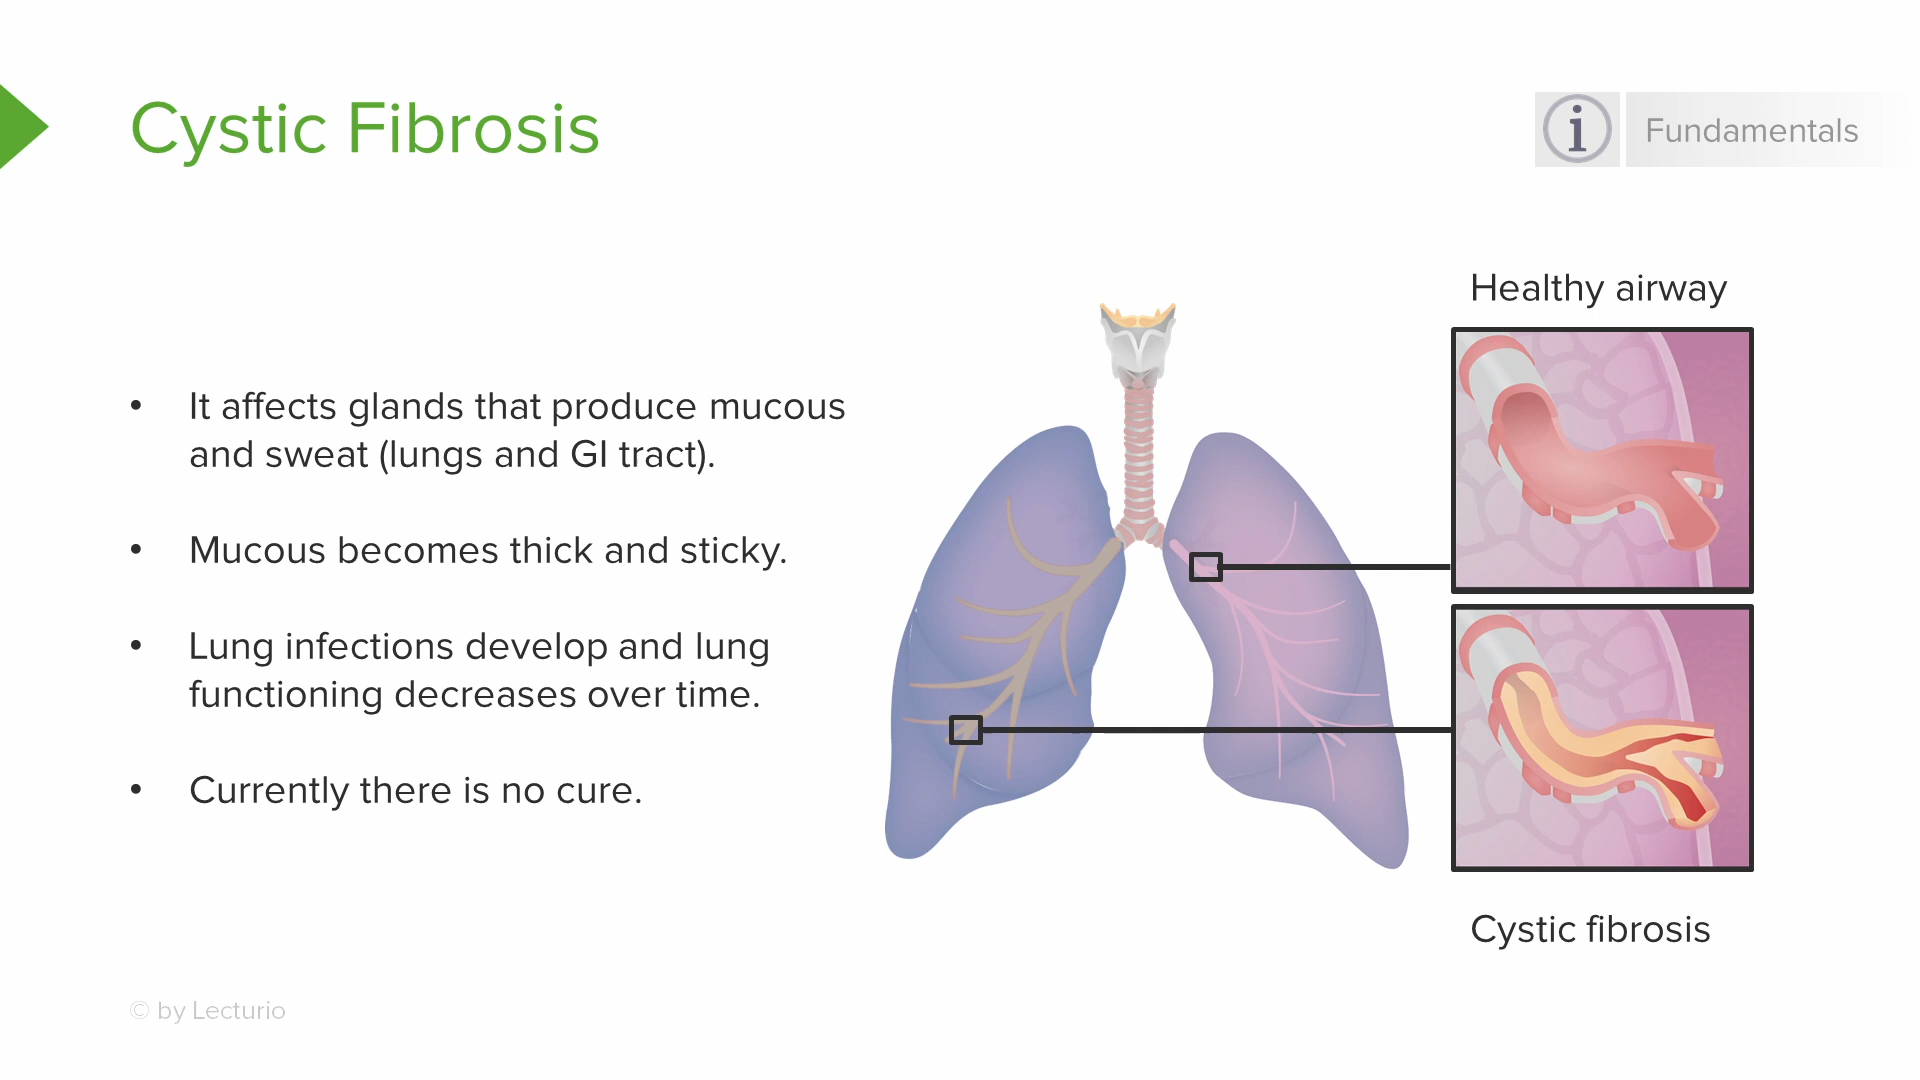 Cystic Fibrosis
i Fundamentals
• It affects glands that produce mucous
and sweat (lungs and GI tract).
• Mucous becomes thick and sticky.
• Lung infections develop and lung
functioning decreases over time.
• Currently there is no cure.
Healthy airway
Cystic fibrosis
© by Lecturio